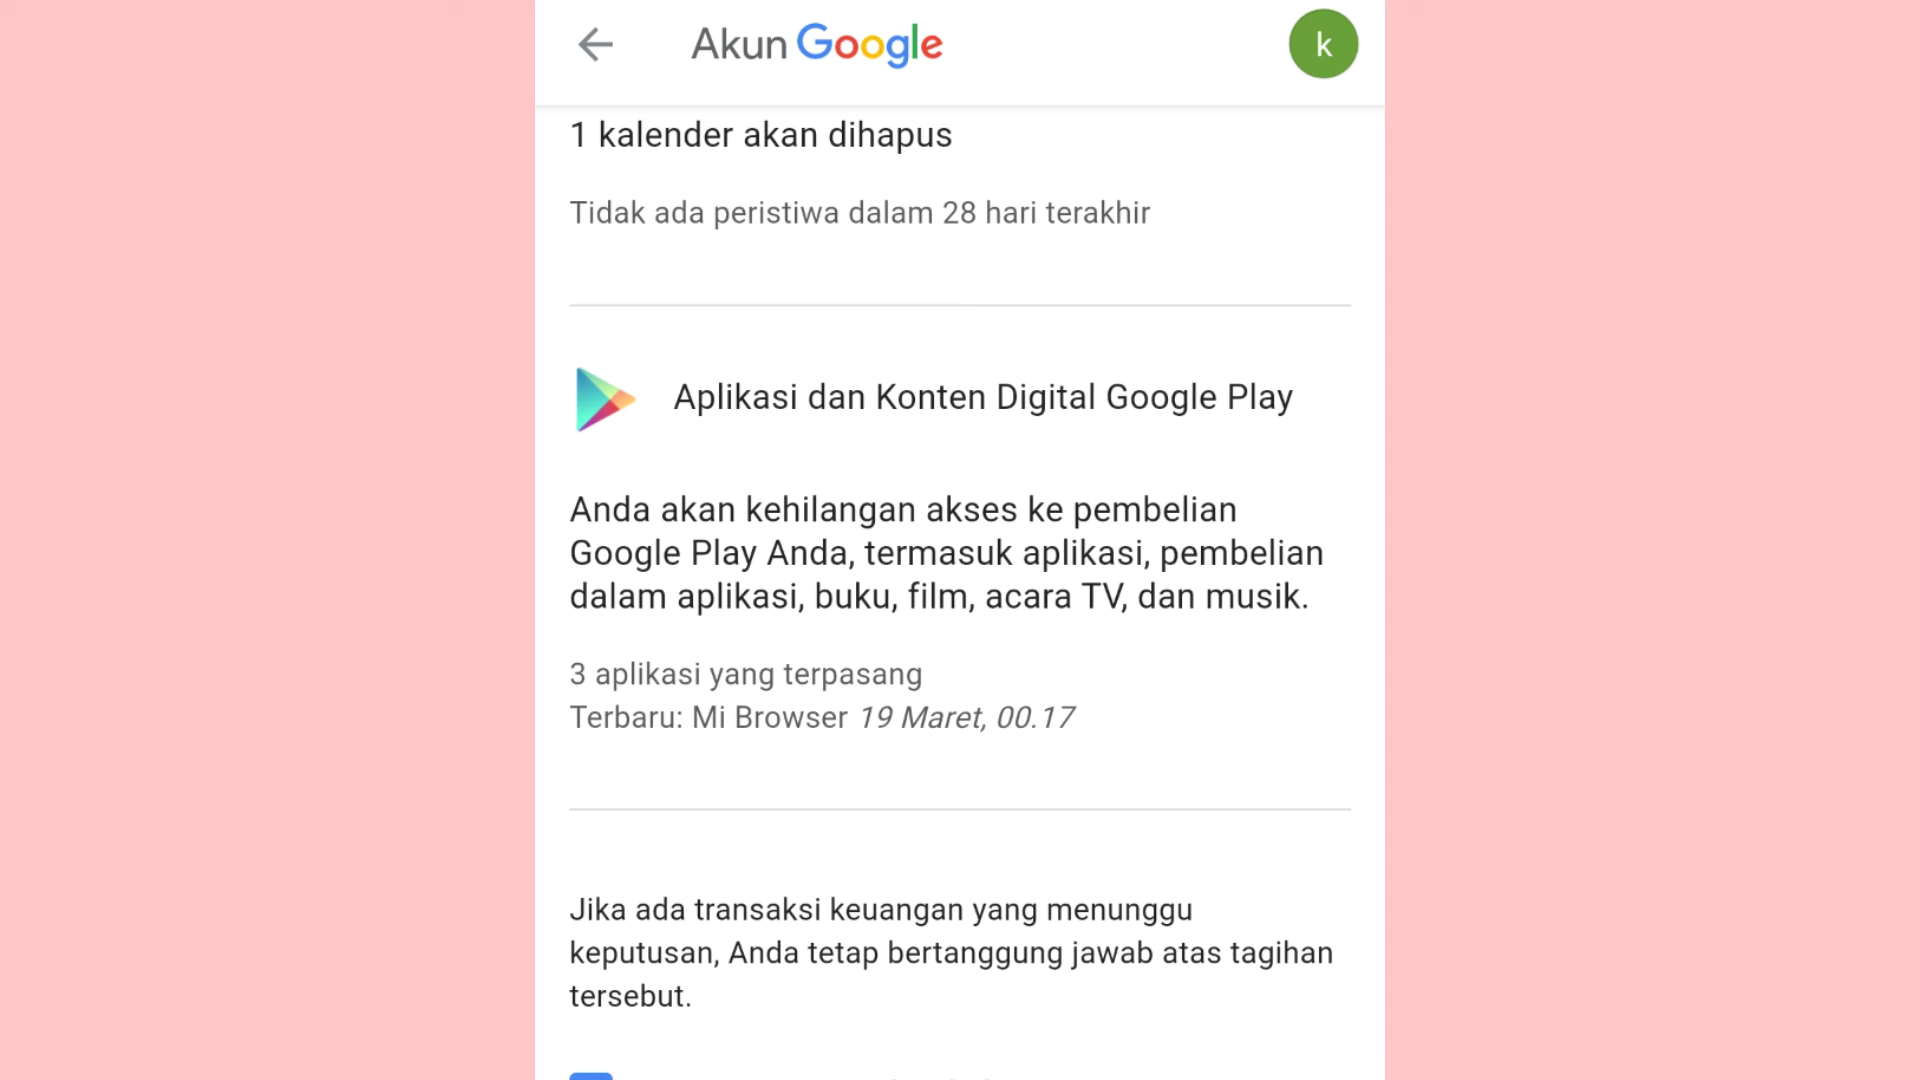 Akun Google
k
1 kalender akan dihapus
Tidak ada peristiwa dalam 28 hari terakhir
Aplikasi dan Konten Digital Google Play
Anda akan kehilangan akses ke pembelian
Google Play Anda, termasuk aplikasi, pembelian
dalam aplikasi, buku, film, acara TV, dan musik.
3 aplikasi yang terpasang
Terbaru: Mi Browser 19 Maret, 00.17
Jika ada transaksi keuangan yang menunggu
keputusan, Anda tetap bertanggung jawab atas tagihan
tersebut.